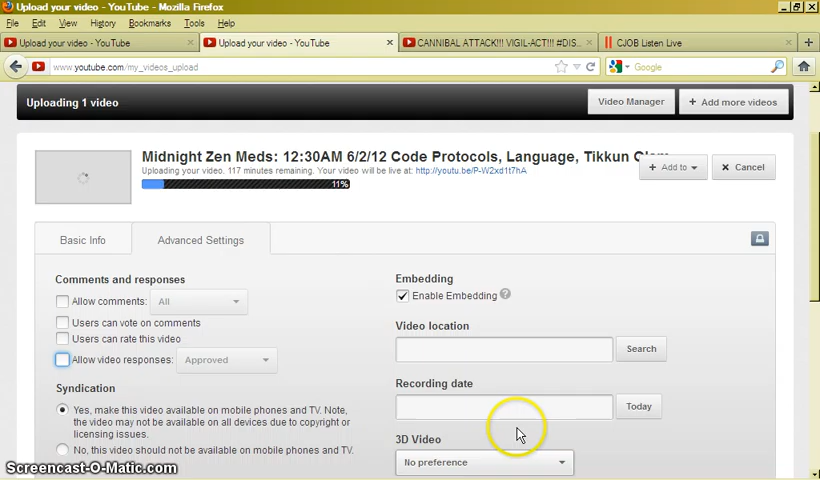 Upload your video - YouTube - Mozilla Firefox
File Edit View History Bookmarks Tools Help
Upload your video - YouTube × Upload your video - YouTube × CANNIBAL ATTACK!!! VIGIL-ACT!!! #DIS... × CJOB Listen Live
www.youtube.com/my_videos_upload Google
Uploading 1 video Video Manager + Add more videos
Midnight Zen Meds: 12:30AM 6/2/12 Code Protocols, Language, Tikkun Olam
Uploading your video. 117 minutes remaining. Your video will be live at: http://youtu.be/P-W2xd1t7hA
+ Add to × Cancel
11%
Basic Info Advanced Settings
Comments and responses
Allow comments: All
Users can vote on comments
Users can rate this video
Allow video responses: Approved
Syndication
Yes, make this video available on mobile phones and TV. Note,
the video may not be available on all devices due to copyright or
licensing issues.
No, this video should not be available on mobile phones and TV.
Embedding
Enable Embedding ?
Video location
Search
Recording date
Today
3D Video
No preference
Screencast-O-Matic.com